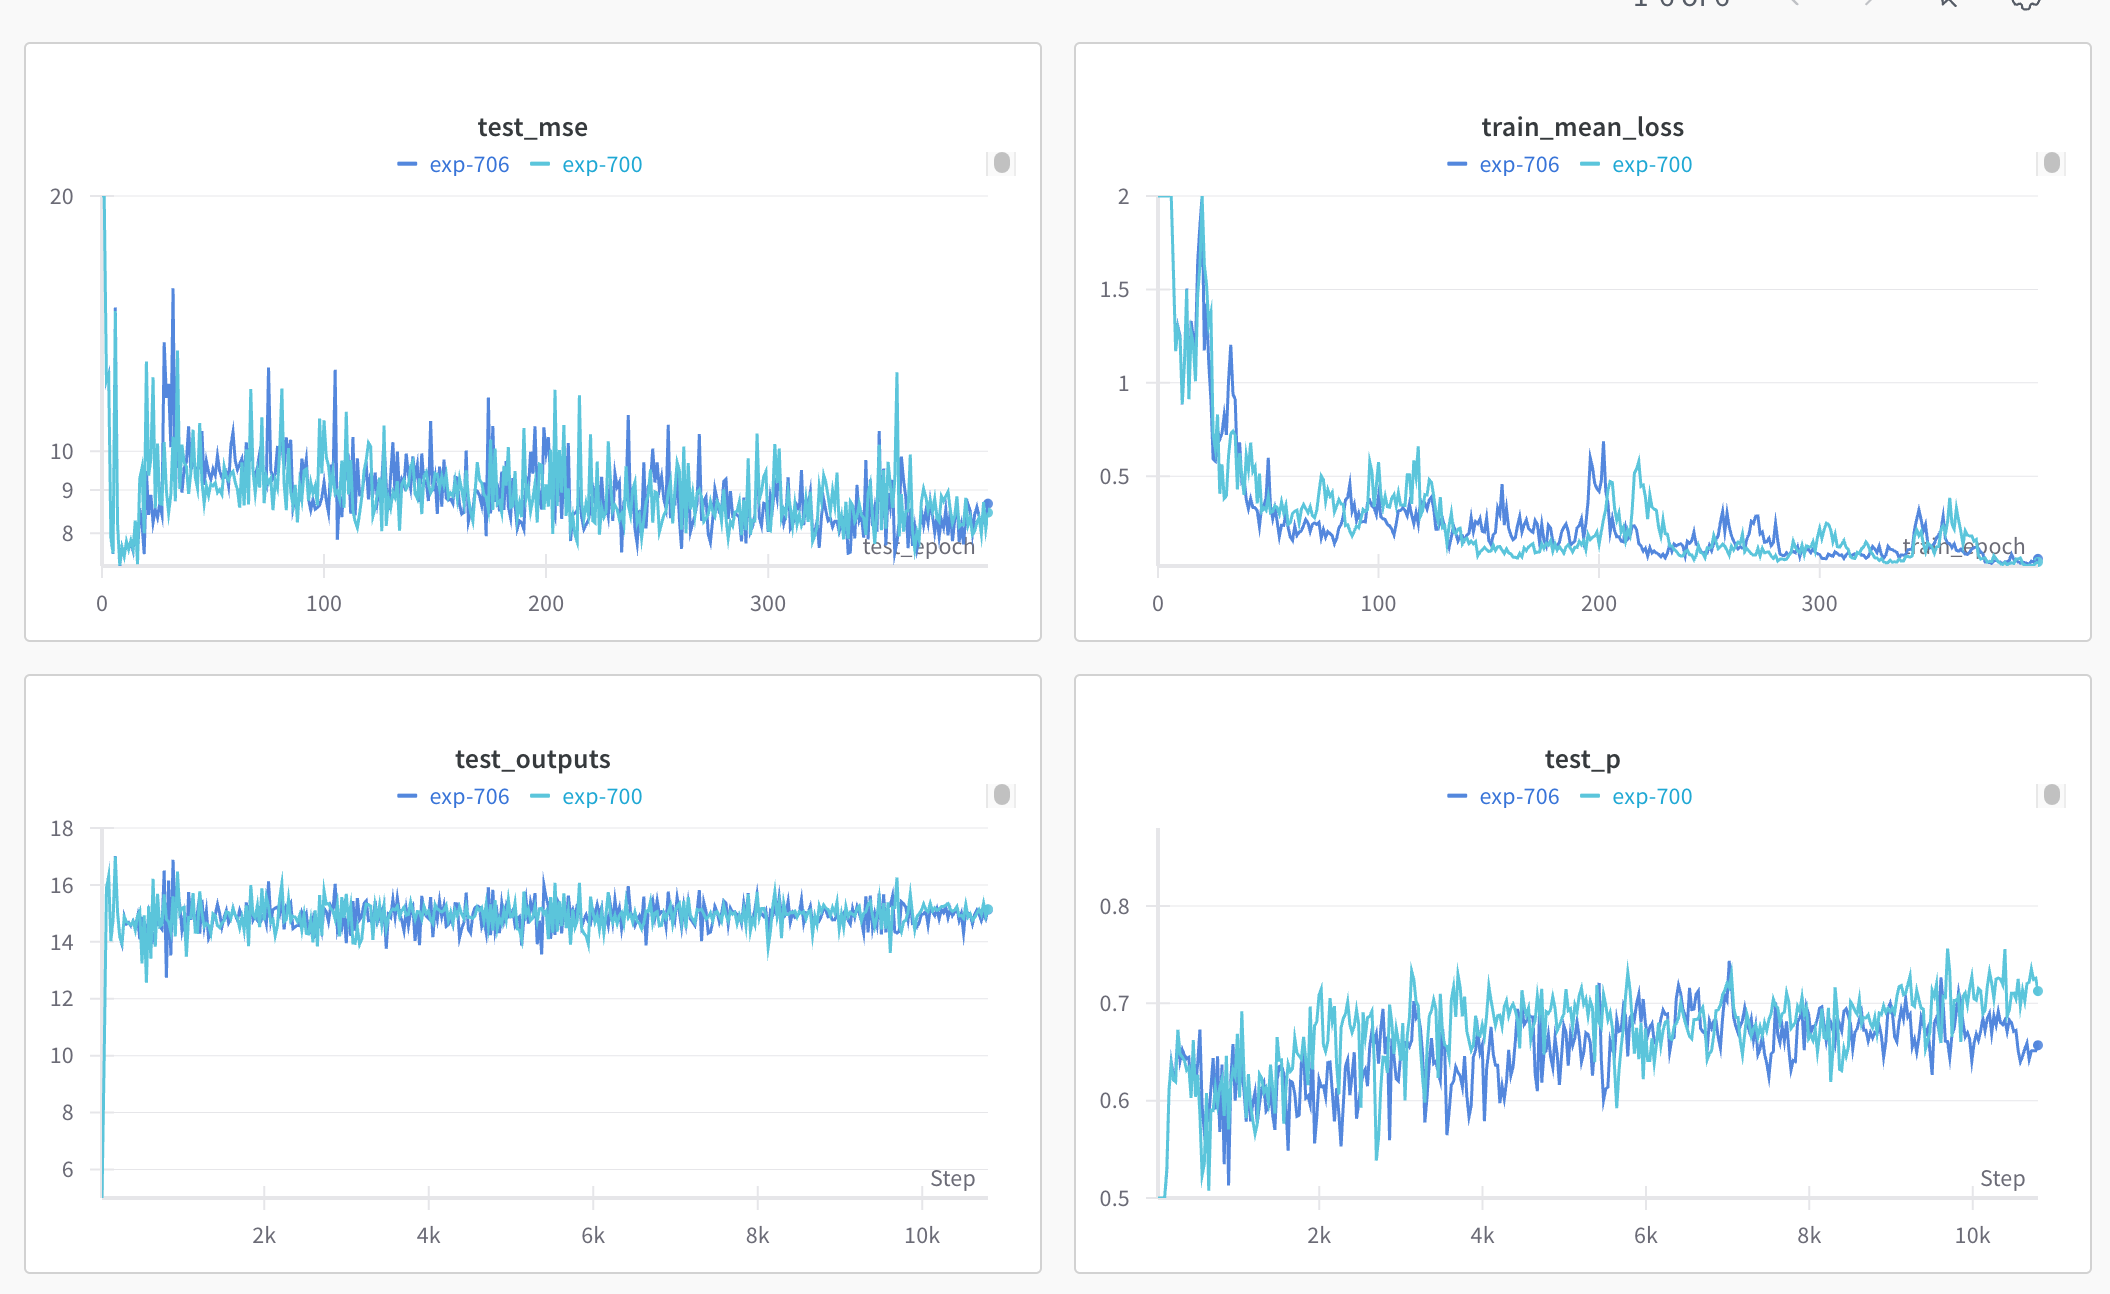 test_mse
exp-706 exp-700
20
10
9
8
test_epoch
0 100 200 300
train_mean_loss
exp-706 exp-700
2
1.5
1
0.5
train_epoch
0 100 200 300
test_outputs
exp-706 exp-700
18
16
14
12
10
8
6
Step
2k 4k 6k 8k 10k
test_p
exp-706 exp-700
0.8
0.7
0.6
0.5
Step
2k 4k 6k 8k 10k